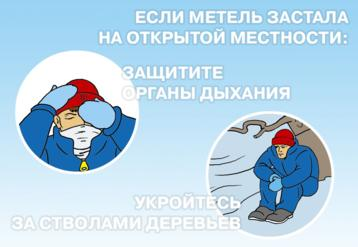 ЕСЛИ МЕТЕЛЬ ЗАСТАЛА
НА ОТКРЫТОЙ МЕСТНОСТИ:
ЗАЩИТИТЕ
ОРГАНЫ ДЫХАНИЯ
УКРОЙТЕСЬ
ЗА СТВОЛАМИ ДЕРЕВЬЕВ